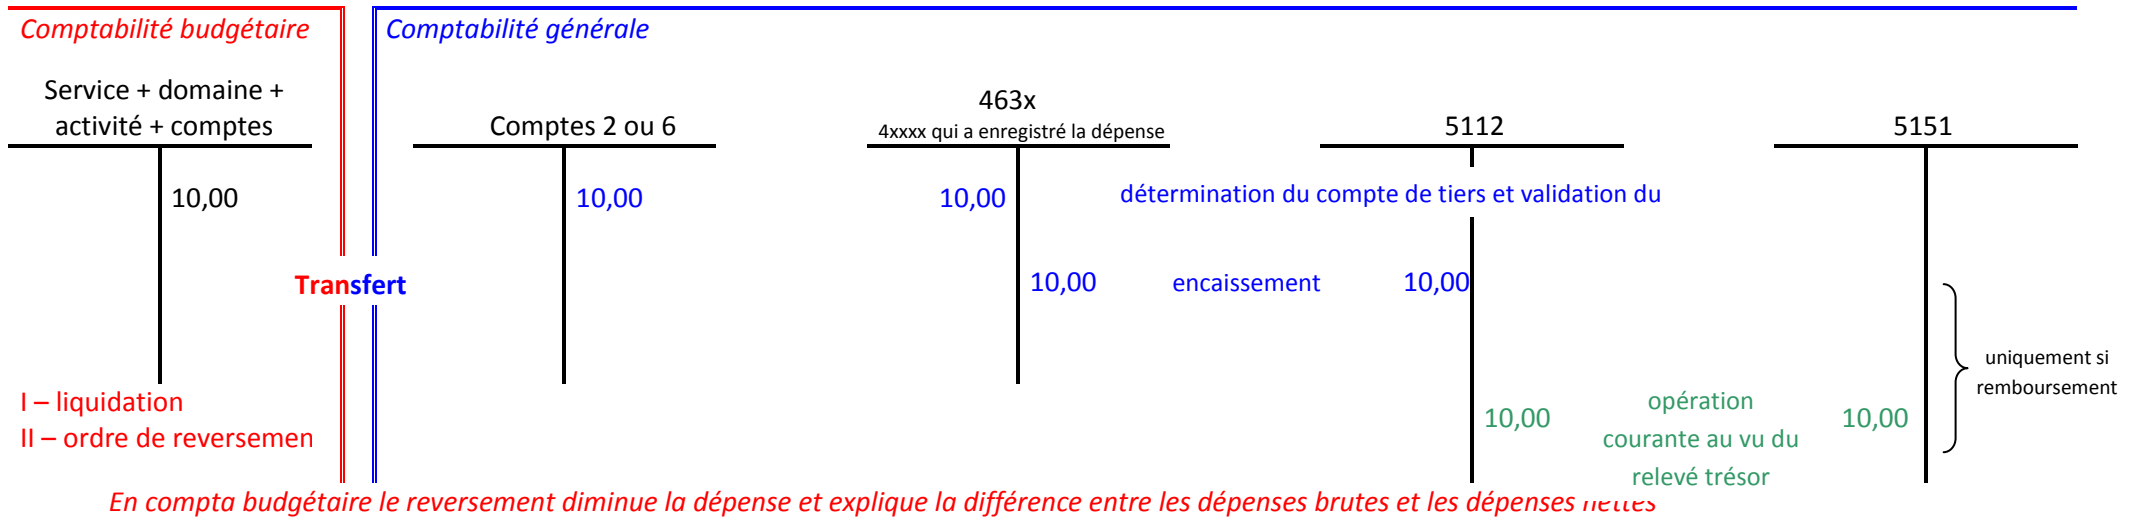 Comptabilité budgétaire
Comptabilité générale
Service + domaine +
activité + comptes
Comptes 2 ou 6
463x
4xxxx qui a enregistré la dépense
5112
5151
10,00
10,00
10,00
détermination du compte de tiers et validation du
Transfert
10,00
encaissement
10,00
uniquement si
remboursement
I – liquidation
II – ordre de reversemen
10,00
opération
courante au vu du
relevé trésor
10,00
En compta budgétaire le reversement diminue la dépense et explique la différence entre les dépenses brutes et les dépenses nettes